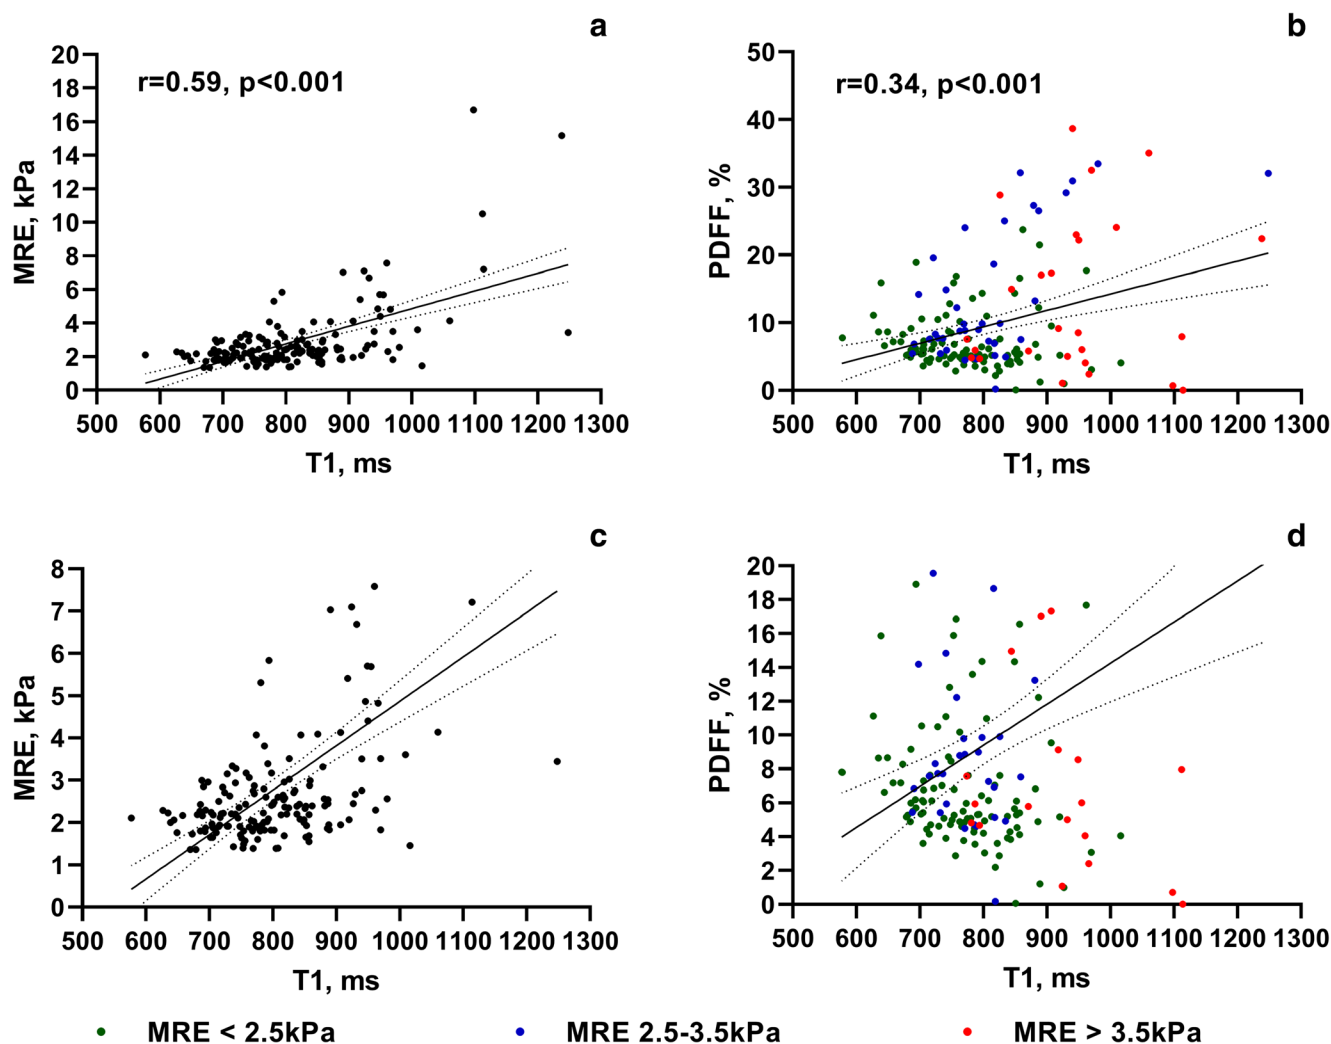 a
r=0.59, p<0.001
MRE, kPa
20
18
16
14
12
10
8
6
4
2
0
500 600 700 800 900 1000 1100 1200 1300
T1, ms
b
r=0.34, p<0.001
PDFF, %
50
40
30
20
10
0
500 600 700 800 900 1000 1100 1200 1300
T1, ms
c
MRE, kPa
8
7
6
5
4
3
2
1
0
500 600 700 800 900 1000 1100 1200 1300
T1, ms
d
PDFF, %
20
18
16
14
12
10
8
6
4
2
0
500 600 700 800 900 1000 1100 1200 1300
T1, ms
MRE < 2.5kPa
MRE 2.5-3.5kPa
MRE > 3.5kPa